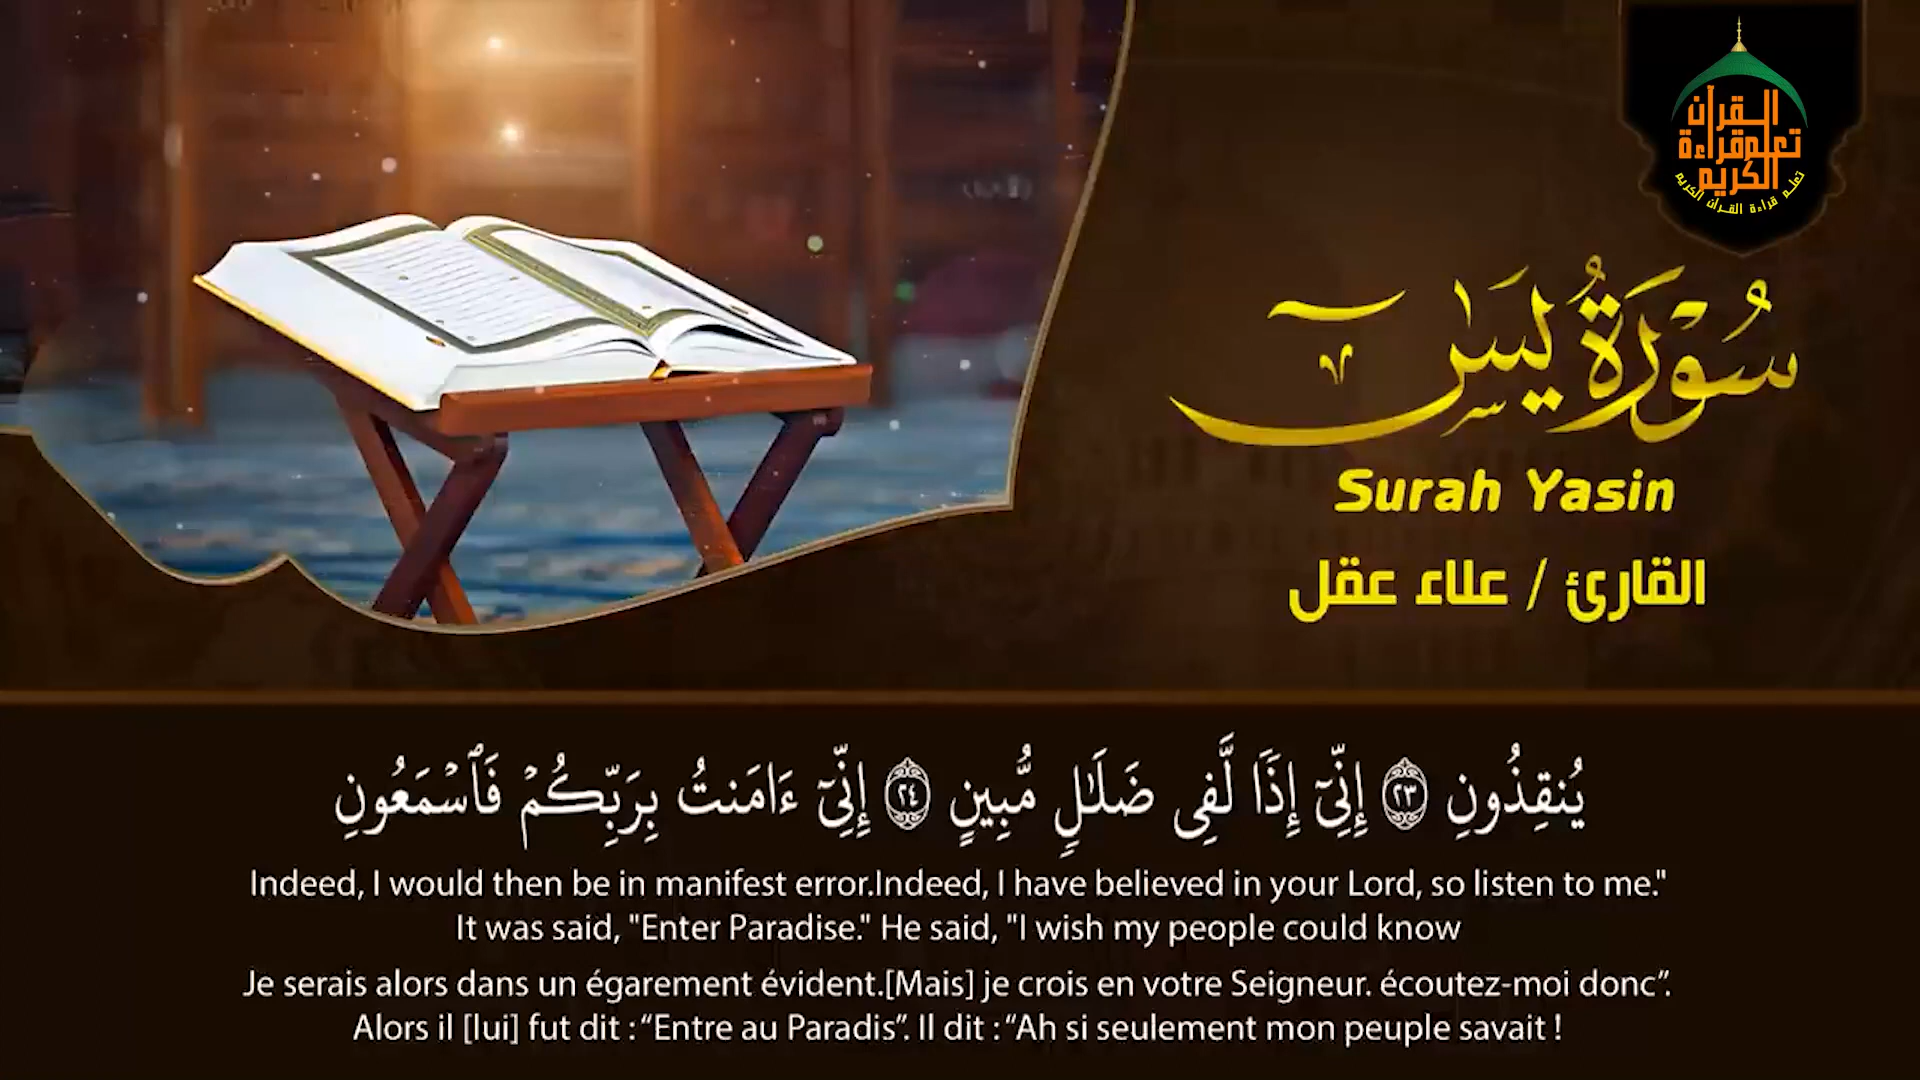 القرآن
تعلم قراءة
الكريم
تعلم قراءة القرآن الكريم
سُورَةُ يسٓ
Surah Yasin
القارئ / علاء عقل
يُنقِذُونِ ٢٣ إِنِّىٓ إِذًا لَّفِى ضَلَٰلٍ مُّبِينٍ ٢٤ إِنِّىٓ ءَامَنتُ بِرَبِّكُمْ فَٱسْمَعُونِ
Indeed, I would then be in manifest error.Indeed, I have believed in your Lord, so listen to me."
It was said, "Enter Paradise." He said, "I wish my people could know
Je serais alors dans un égarement évident.[Mais] je crois en votre Seigneur. écoutez-moi donc”.
Alors il [lui] fut dit : “Entre au Paradis”. Il dit : “Ah si seulement mon peuple savait !